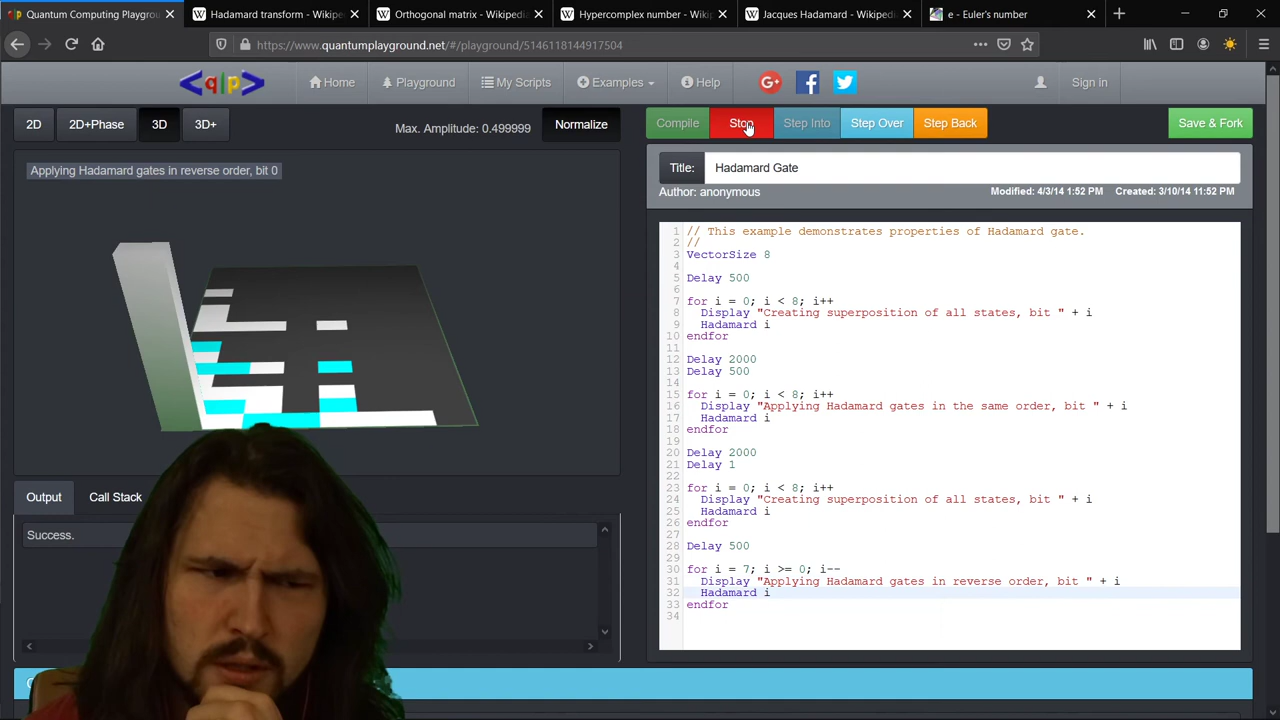 Quantum Computing Playground
Hadamard transform - Wikipe
Orthogonal matrix - Wikipedia
Hypercomplex number - Wikipe
Jacques Hadamard - Wikipedia
e - Euler's number
https://www.quantumplayground.net/#/playground/5146118144917504
<q|p>
Home
Playground
My Scripts
Examples
Help
G+
Sign in
2D
2D+Phase
3D
3D+
Max. Amplitude: 0.499999
Normalize
Compile
Stop
Step Into
Step Over
Step Back
Save & Fork
Applying Hadamard gates in reverse order, bit 0
Title:
Hadamard Gate
Author: anonymous
Modified: 4/3/14 1:52 PM
Created: 3/10/14 11:52 PM
1 // This example demonstrates properties of Hadamard gate.
2 //
3 VectorSize 8
4
5 Delay 500
6
7 for i = 0; i < 8; i++
8 Display "Creating superposition of all states, bit " + i
9 Hadamard i
10 endfor
11
12 Delay 2000
13 Delay 500
14
15 for i = 0; i < 8; i++
16 Display "Applying Hadamard gates in the same order, bit " + i
17 Hadamard i
18 endfor
19
20 Delay 2000
21 Delay 1
22
23 for i = 0; i < 8; i++
24 Display "Creating superposition of all states, bit " + i
25 Hadamard i
26 endfor
27
28 Delay 500
29
30 for i = 7; i >= 0; i--
31 Display "Applying Hadamard gates in reverse order, bit " + i
32 Hadamard i
33 endfor
34
Output
Call Stack
Success.